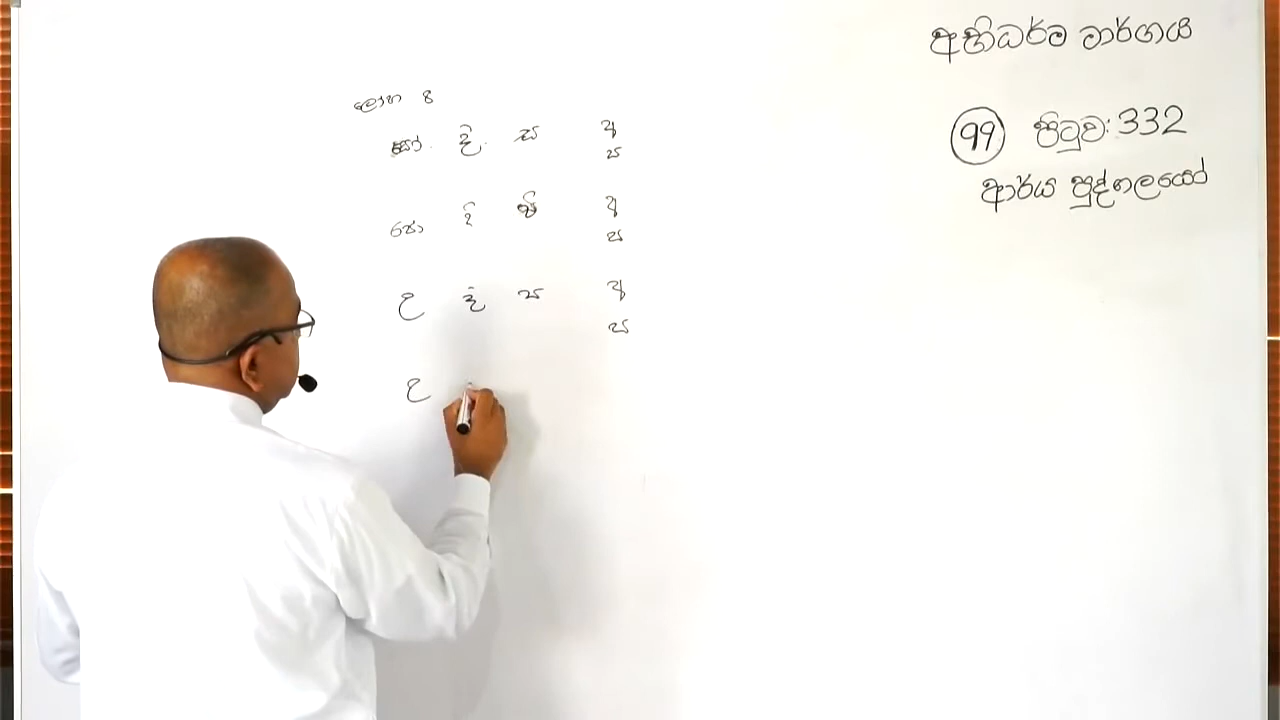 අභිධර්ම මාර්ගය
99 පිටුව: 332
ආර්ය පුද්ගලයෝ
ලොභ 8
සෝ දි ස අ
ස
සො දි වි අ
ස
උ දි ස අ
ස
උ